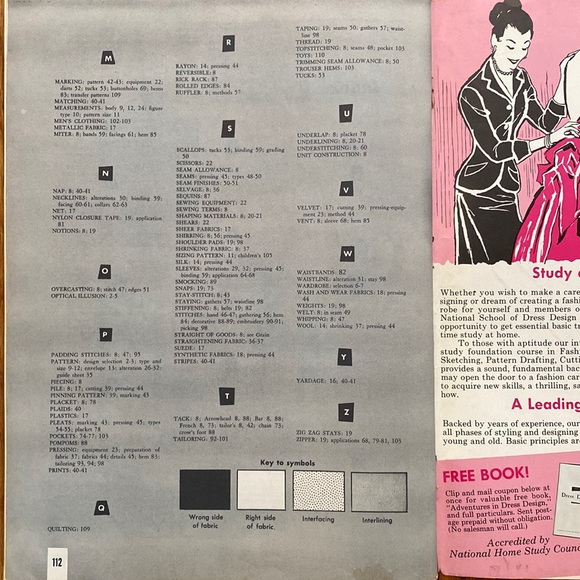 M
MARKING: pattern 42-43; equipment 22;
darts 52; tucks 53; buttonholes 69; hems
83; transfer patterns 109
MATCHING: 40-41
MEASUREMENTS: body 9, 12, 24; figure
type 10; pattern size 11
MEN'S CLOTHING: 102-103
METALLIC FABRIC: 17
MITER: 8; bands 59; facings 61; hem 85
N
NAP: 8; 40-41
NECKLINES: alterations 30; binding 59;
facing 60-61; collars 62-63
NET: 17
NYLON CLOSURE TAPE: 19; application
81
NOTIONS: 8; 19
O
OVERCASTING: 8; stitch 47; edges 51
OPTICAL ILLUSION: 2-5
P
PADDING STITCHES: 8; 47; 95
PATTERN: design selection 2-3; type and
size 9-12; envelope 13; alteration 26-32;
guide sheet 35
PIECING: 8
PILE: 8; 17; cutting 39; pressing 44
PINNING PATTERN: 39; marking 43
PLACKET: 8; 78
PLAIDS: 40
PLASTICS: 17
PLEATS: marking 43; pressing 45; types
54-55; placket 78
POCKETS: 74-77; 103
POMPOMS: 88
PRESSING: equipment 23; preparation of
fabric 37; fabrics 44; details 45; hem 83;
tailoring 93, 94; 98
PRINTS: 40-41
Q
QUILTING: 109
112
R
RAYON: 14; pressing 44
REVERSIBLE: 8
RICK RACK: 87
ROLLED EDGES: 84
RUFFLER: 8; methods 57
S
SCALLOPS: tucks 53; binding 59; grading
50
SCISSORS: 22
SEAM ALLOWANCE: 8
SEAMS: pressing 45; types 48-50
SEAM FINISHES: 50-51
SELVAGE: 8; 36
SEQUINS: 87
SEWING EQUIPMENT: 22
SEWING TERMS: 8
SHAPING MATERIALS: 8; 20-21
SHEARS: 22
SHEER FABRICS: 17
SHIRRING: 8; 56; pressing 45
SHOULDER PADS: 19; 98
SHRINKING FABRIC: 8; 37
SIZING PATTERN: 11; children's 105
SILK: 14; pressing 44
SLEEVES: alterations 29, 32; pressing 45;
binding 59; application 64-68
SMOCKING: 89
SNAPS: 19; 73
STAY-STITCH: 8; 49
STAYING: gathers 57; waistline 98
STIFFENING: 8; belts 19; 82
STITCHES: hand 46-47; gathering 56; hem
84; decorative 88-89; embroidery 90-91;
picking 98
STRAIGHT OF GOODS: 8; see Grain
STRAIGHTENING FABRIC: 36-37
SUEDE: 17
SYNTHETIC FABRICS: 18; pressing 44
STRIPES: 40-41
T
TACK: 8; Arrowhead 8, 88; Bar 8, 88;
French 8, 73; tailor's 8, 42; chain 73;
crow's foot 88
TAILORING: 92-101
TAPING: 19; seams 50; gathers 57; waist-
line 98
THREAD: 19
TOPSTITCHING: 8; seams 48; pocket 103
TOYS: 110
TRIMMING SEAM ALLOWANCE: 8; 50
TROUSER HEMS: 103
TUCKS: 53
U
UNDERLAP: 8; placket 78
UNDERLINING: 8, 20-21
UNDERSTITCHING: 8; 60
UNIT CONSTRUCTION: 8
V
VELVET: 17; cutting 39; pressing-equip-
ment 23; method 44
VENT: 8; sleeve 68; hem 85
W
WAISTBANDS: 82
WAISTLINE: alteration 31; stay 98
WARDROBE: selection 6-7
WASH AND WEAR FABRICS: 18; pressing
44
WEIGHTS: 19; 98
WELT: 8; seam 49
WHIPPING: 8; 47
WOOL: 14; shrinking 37; pressing 44
Y
YARDAGE: 16; 40-41
Z
ZIG ZAG STAYS: 19
ZIPPER: 19; applications 68, 79-81, 103
Key to symbols
Wrong side
of fabric
Right side
of fabric
Interfacing
Interlining
Study
Whether you wish to make a care
signing or dream of creating a fash
robe for yourself and members o
National School of Dress Design
opportunity to get essential basic t
time study at home.
To those with aptitude our in
study foundation course in Fash
Sketching, Pattern Drafting, Cutti
provides a sound, fundamental bac
may open the door to a fashion car
to acquire new skills, a thrilling, sa
how.
A Leading
Backed by years of experience, our
all phases of styling and designing
young and old. Basic principles ar
FREE BOOK!
Clip and mail coupon below at
once for valuable free book,
"Adventures in Dress Design,"
and full particulars. Sent post-
age prepaid without obligation.
(No salesman will call.)
Dress D
Accredited by
National Home Study Counc